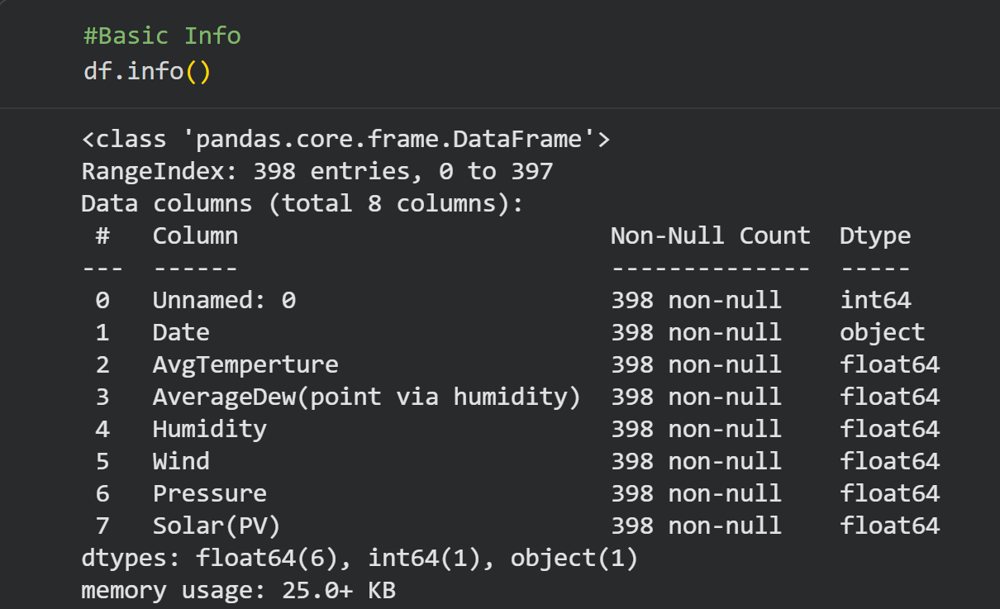 #Basic Info
df.info()
<class 'pandas.core.frame.DataFrame'>
RangeIndex: 398 entries, 0 to 397
Data columns (total 8 columns):
 #   Column                          Non-Null Count  Dtype
---  ------                          --------------  -----
 0   Unnamed: 0                      398 non-null    int64
 1   Date                            398 non-null    object
 2   AvgTemperture                   398 non-null    float64
 3   AverageDew(point via humidity)  398 non-null    float64
 4   Humidity                        398 non-null    float64
 5   Wind                            398 non-null    float64
 6   Pressure                        398 non-null    float64
 7   Solar(PV)                       398 non-null    float64
dtypes: float64(6), int64(1), object(1)
memory usage: 25.0+ KB